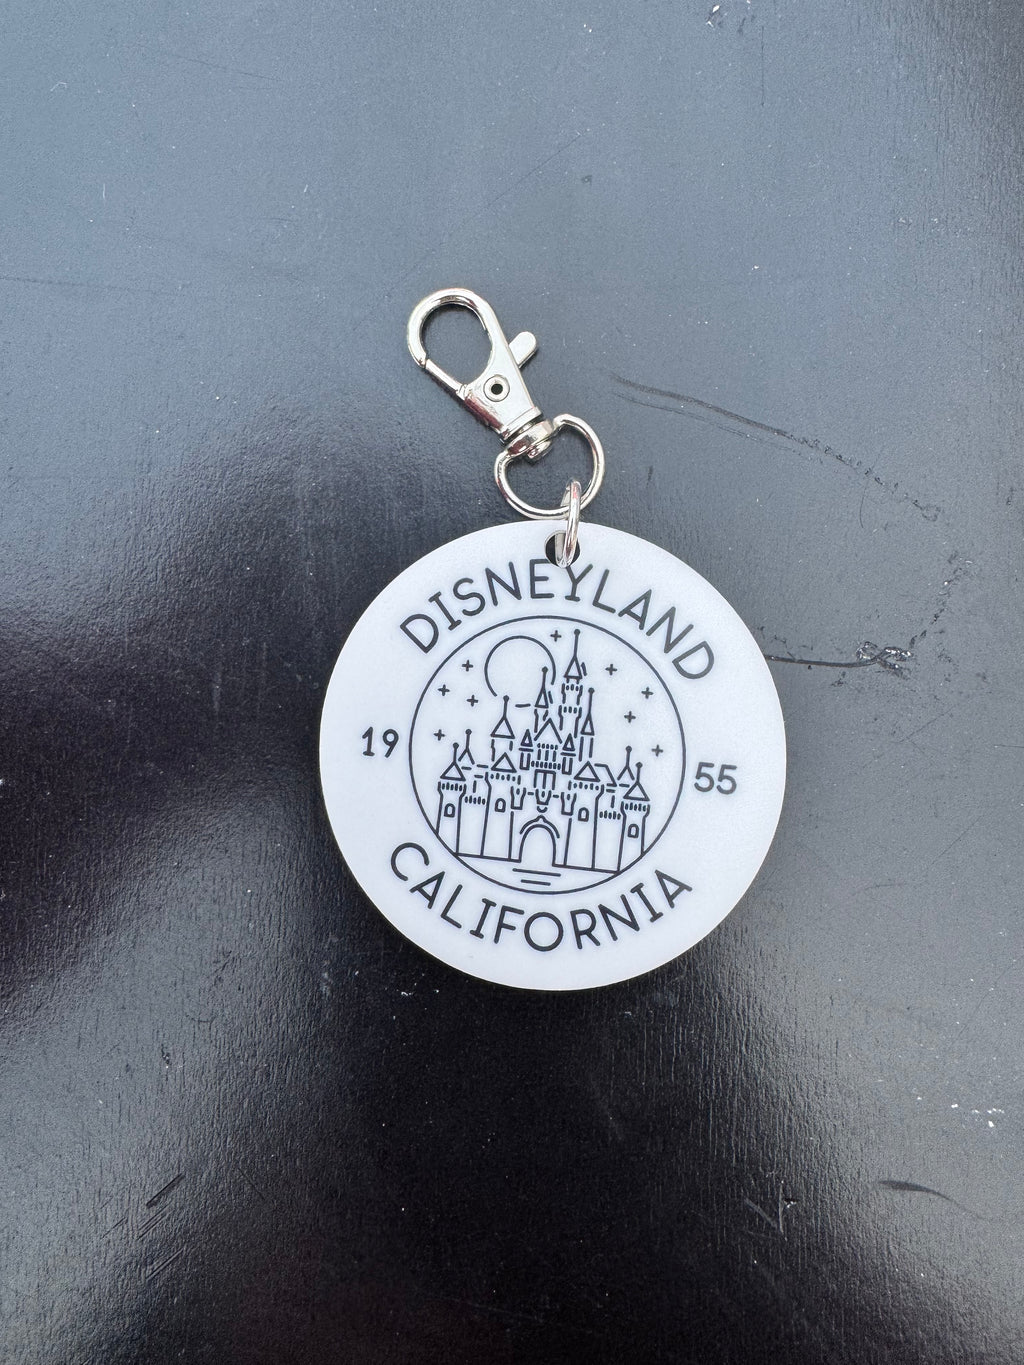 DISNEYLAND
19 55
CALIFORNIA